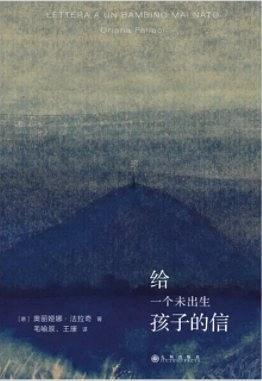 LETTERA A UN BAMBINO MAI NATO
Oriana Fallaci
给
一个未出生
孩子的信
[意] 奥丽娅娜·法拉奇 著
毛喻原、王康 译
九州出版社